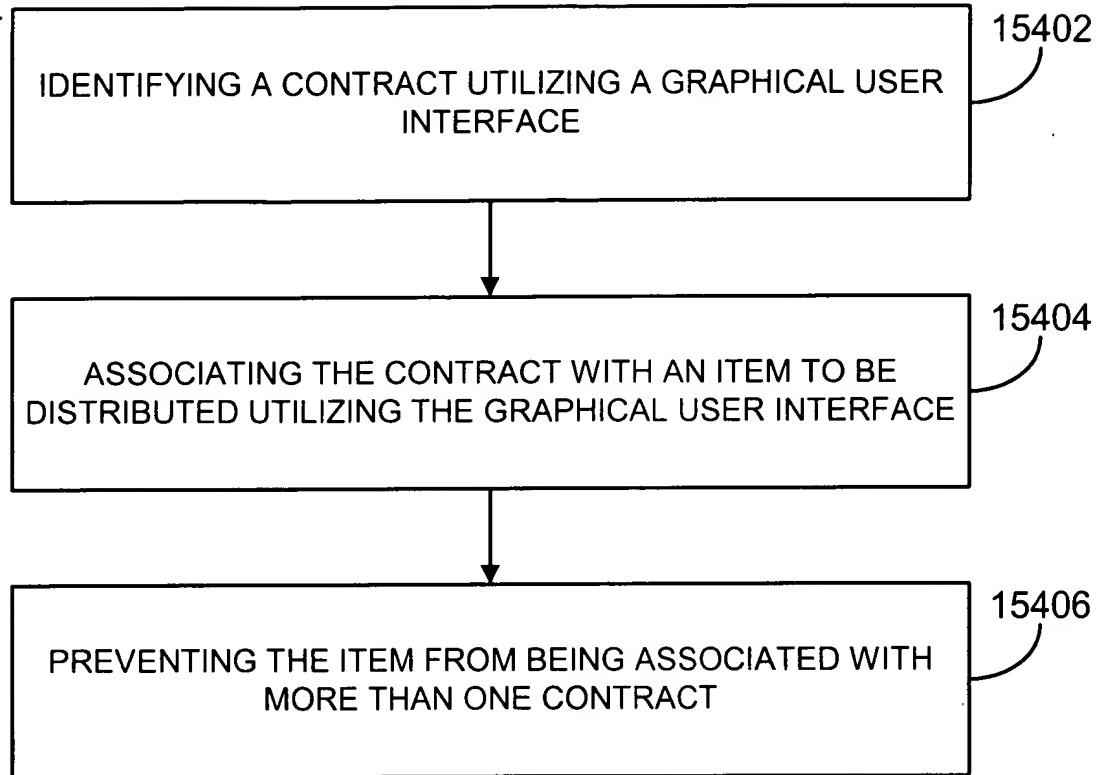 15402
IDENTIFYING A CONTRACT UTILIZING A GRAPHICAL USER
INTERFACE
15404
ASSOCIATING THE CONTRACT WITH AN ITEM TO BE
DISTRIBUTED UTILIZING THE GRAPHICAL USER INTERFACE
15406
PREVENTING THE ITEM FROM BEING ASSOCIATED WITH
MORE THAN ONE CONTRACT